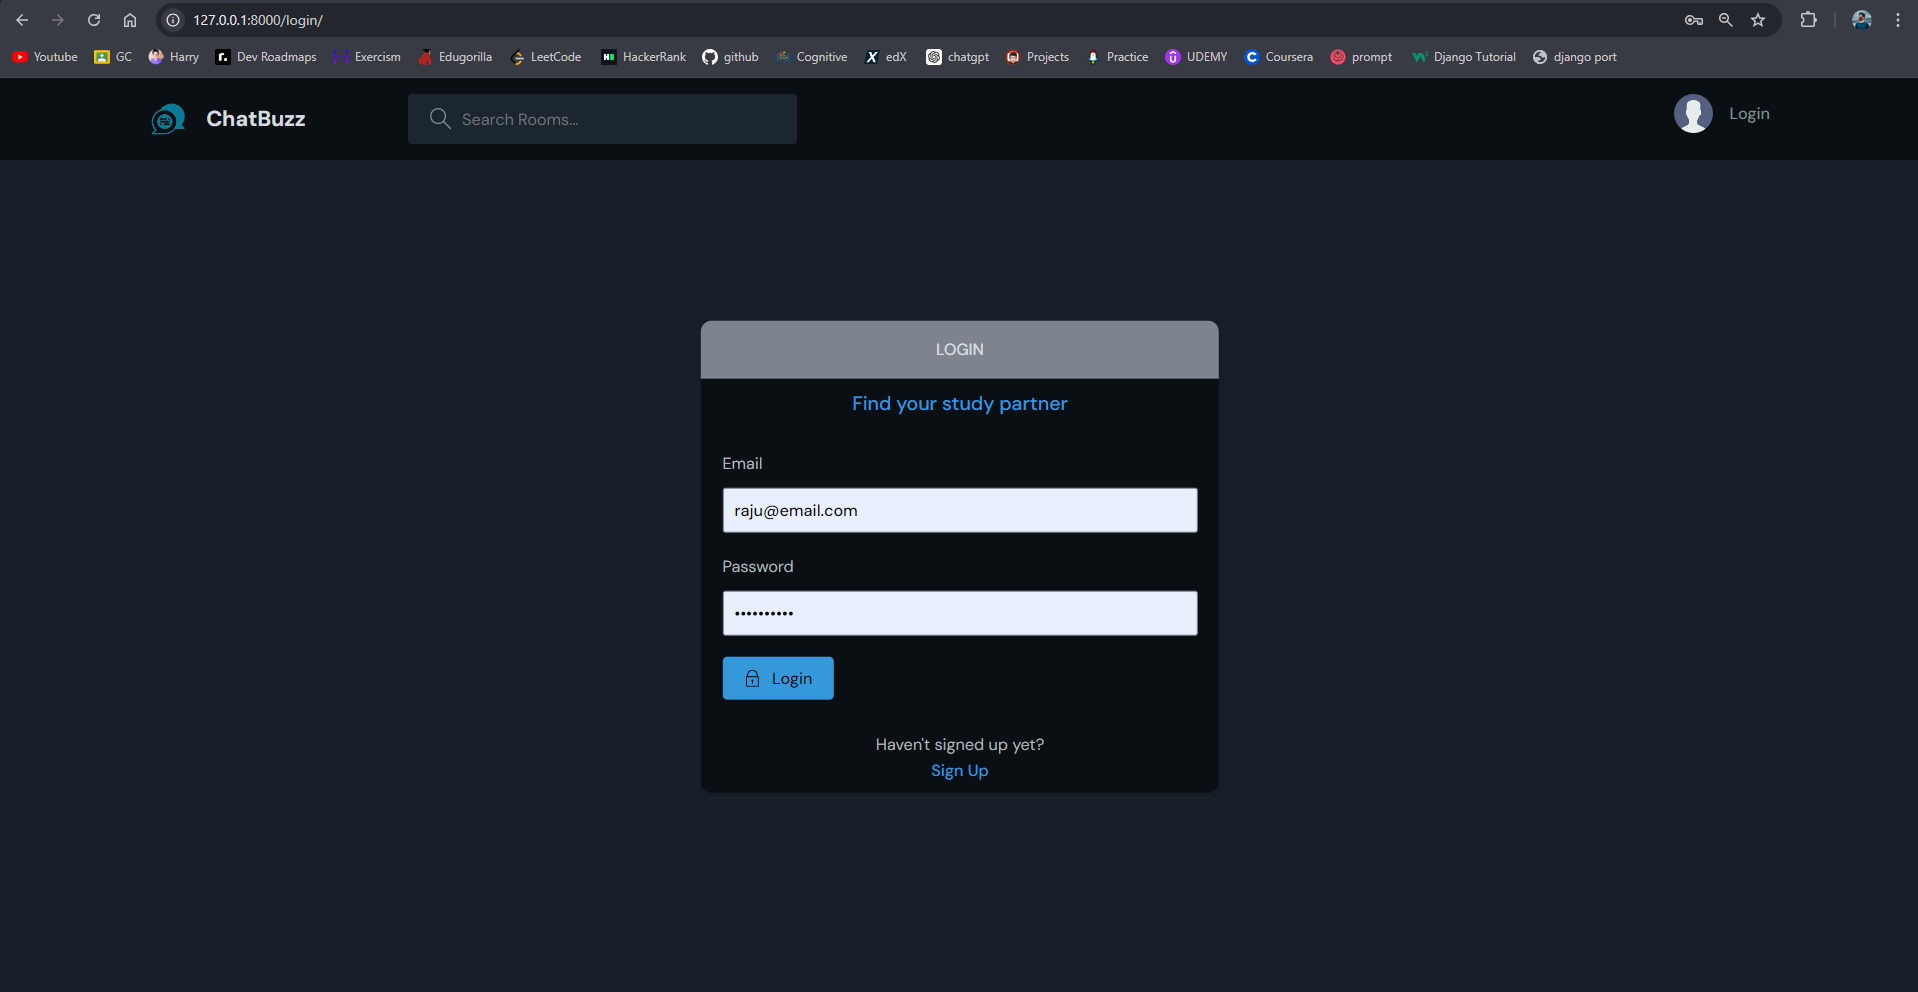 127.0.0.1:8000/login/
Youtube GC Harry Dev Roadmaps Exercism Edugorilla LeetCode HackerRank github Cognitive edX chatgpt Projects Practice UDEMY Coursera prompt Django Tutorial django port
ChatBuzz Search Rooms... Login
LOGIN
Find your study partner
Email
raju@email.com
Password
••••••••••
Login
Haven't signed up yet?
Sign Up